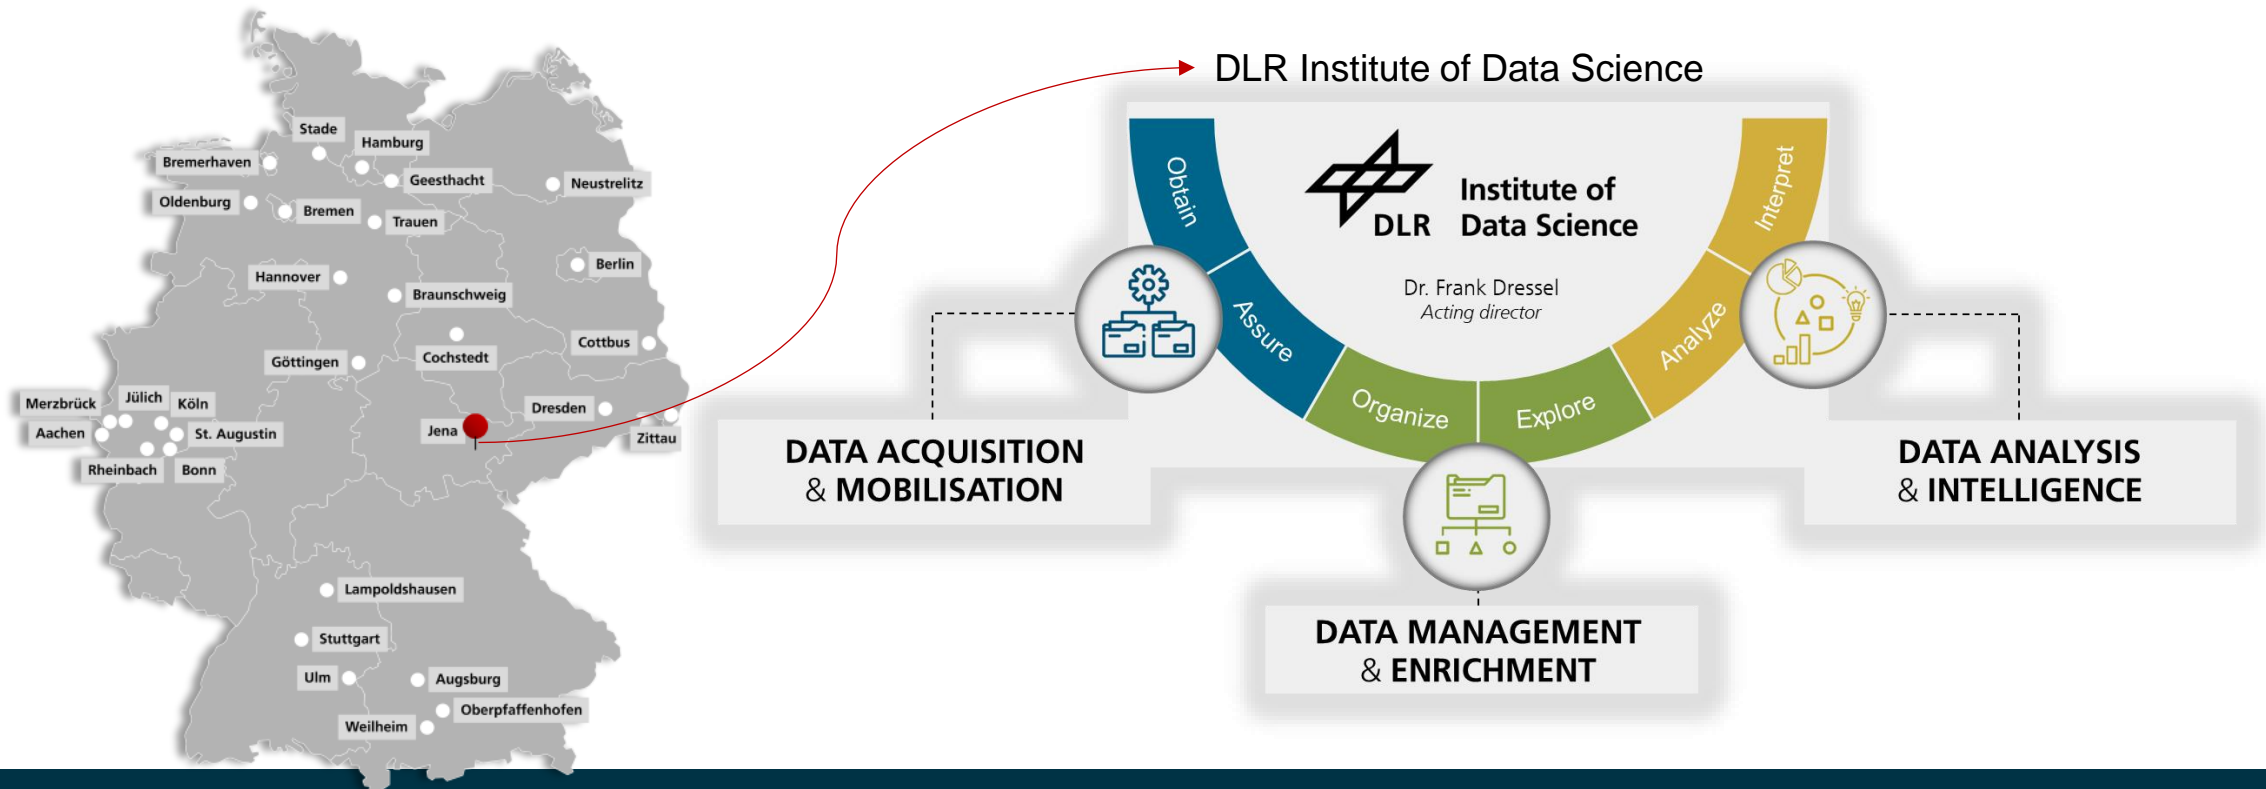 Stade
Hamburg
Bremerhaven
Geesthacht
Neustrelitz
Oldenburg
Bremen
Trauen
Berlin
Hannover
Braunschweig
Cottbus
Cochstedt
Göttingen
Merzbrück
Jülich
Köln
Dresden
Aachen
St. Augustin
Jena
Zittau
Rheinbach
Bonn
Lampoldshausen
Stuttgart
Ulm
Augsburg
Oberpfaffenhofen
Weilheim
DLR Institute of Data Science
DLR
Institute of
Data Science
Dr. Frank Dressel
Acting director
Obtain
Assure
Organize
Explore
Analyze
Interpret
DATA ACQUISITION
& MOBILISATION
DATA MANAGEMENT
& ENRICHMENT
DATA ANALYSIS
& INTELLIGENCE